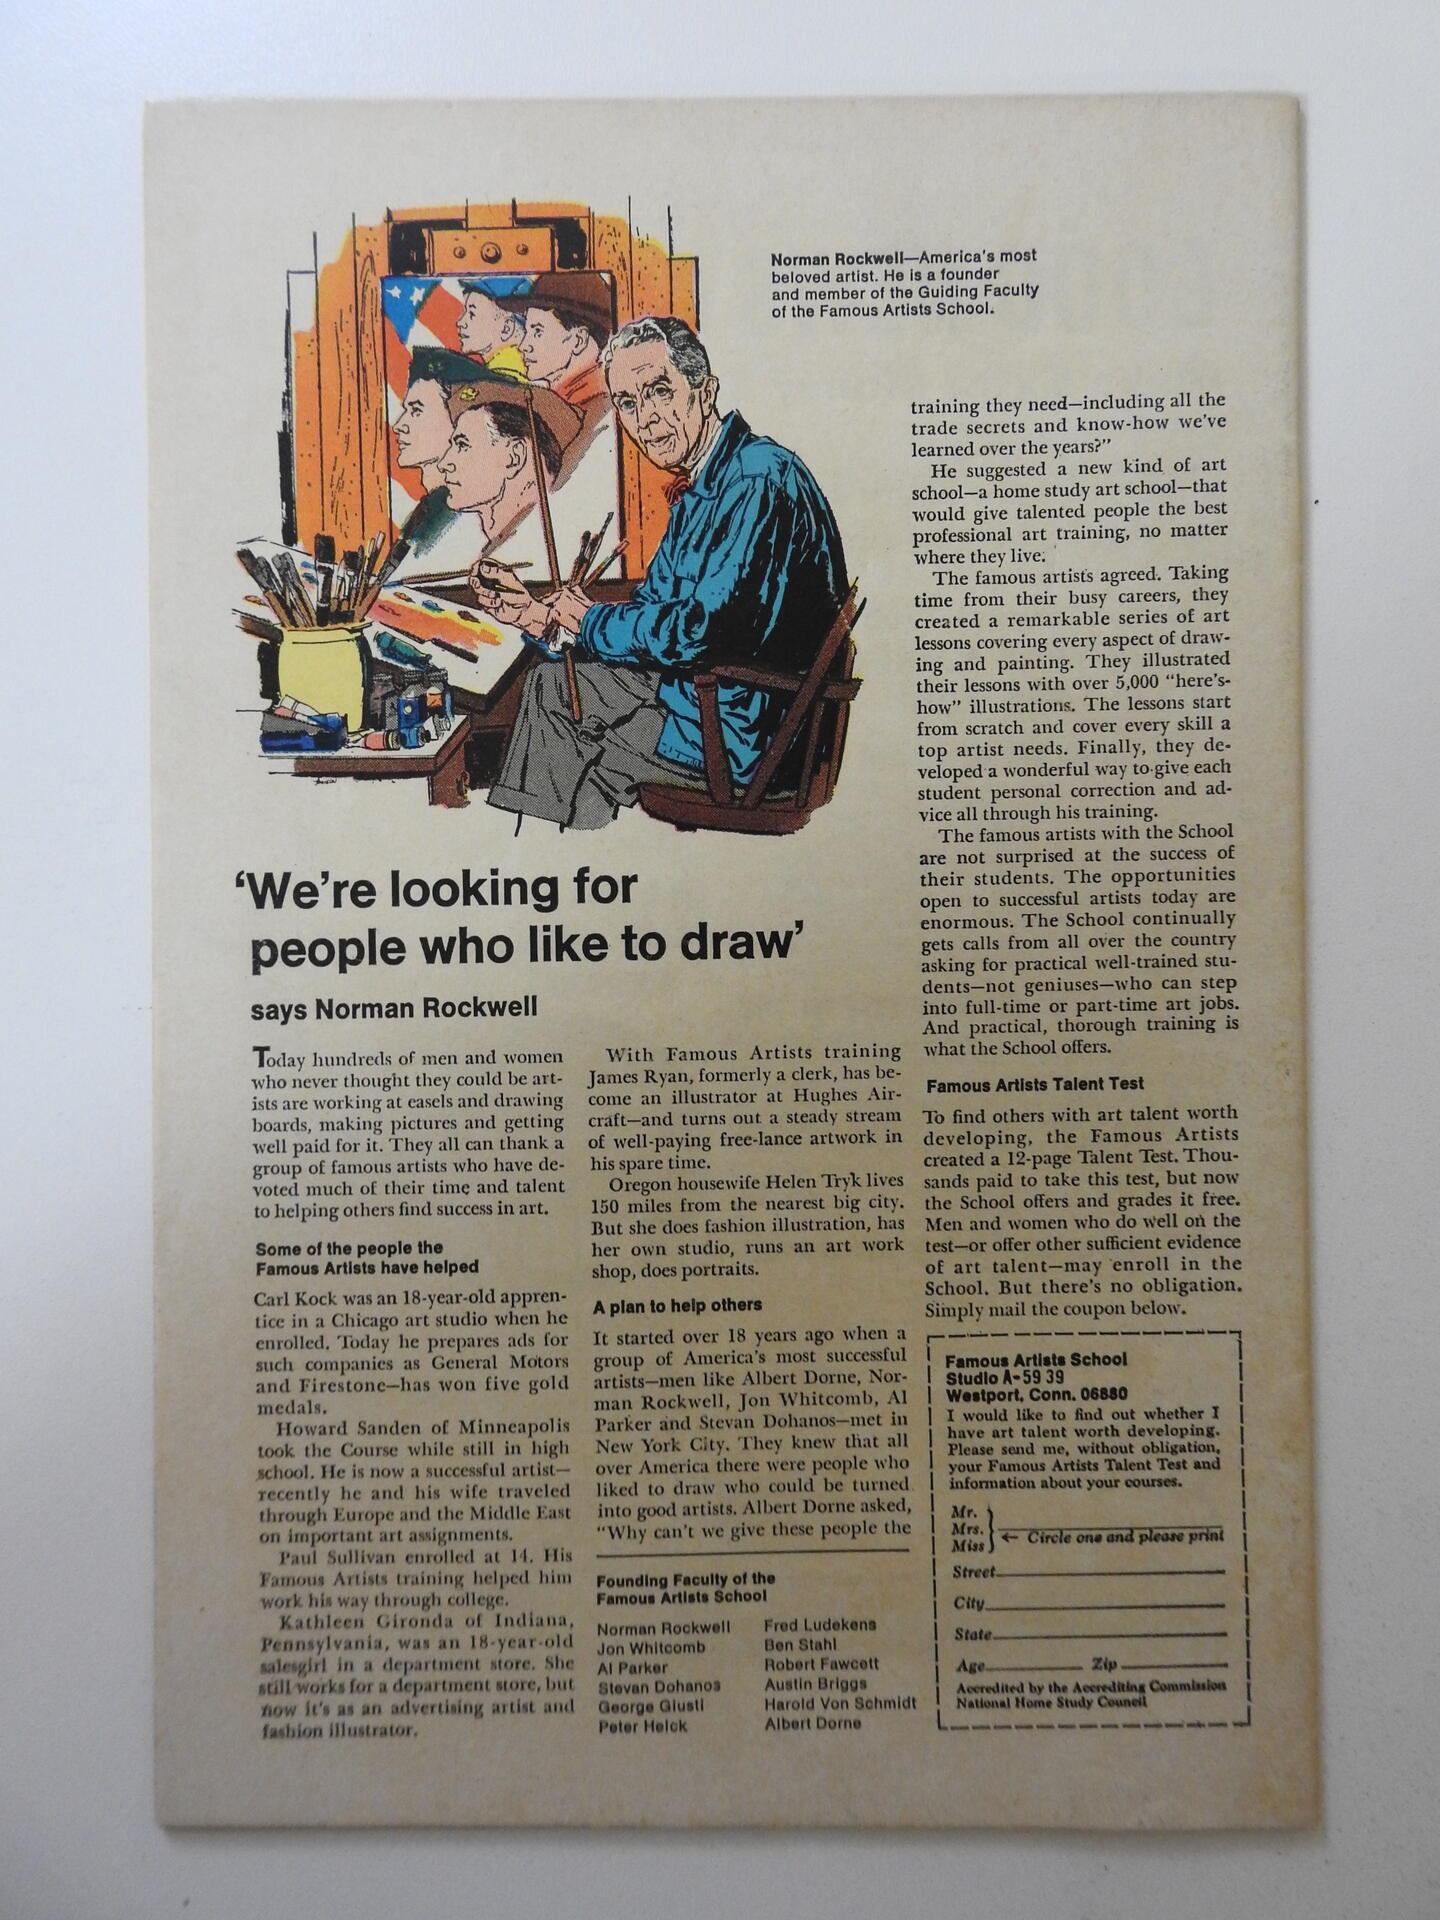 Norman Rockwell—America's most
beloved artist. He is a founder
and member of the Guiding Faculty
of the Famous Artists School.
'We're looking for
people who like to draw'
says Norman Rockwell
Today hundreds of men and women
who never thought they could be art-
ists are working at easels and drawing
boards, making pictures and getting
well paid for it. They all can thank a
group of famous artists who have de-
voted much of their time and talent
to helping others find success in art.
Some of the people the
Famous Artists have helped
Carl Kock was an 18-year-old appren-
tice in a Chicago art studio when he
enrolled. Today he prepares ads for
such companies as General Motors
and Firestone—has won five gold
medals.
Howard Sanden of Minneapolis
took the Course while still in high
school. He is now a successful artist—
recently he and his wife traveled
through Europe and the Middle East
on important art assignments.
Paul Sullivan enrolled at 14. His
Famous Artists training helped him
work his way through college.
Kathleen Gironda of Indiana,
Pennsylvania, was an 18-year-old
salesgirl in a department store. She
still works for a department store, but
now it's as an advertising artist and
fashion illustrator.
With Famous Artists training
James Ryan, formerly a clerk, has be-
come an illustrator at Hughes Air-
craft—and turns out a steady stream
of well-paying free-lance artwork in
his spare time.
Oregon housewife Helen Tryk lives
150 miles from the nearest big city.
But she does fashion illustration, has
her own studio, runs an art work
shop, does portraits.
A plan to help others
It started over 18 years ago when a
group of America's most successful
artists—men like Albert Dorne, Nor-
man Rockwell, Jon Whitcomb, Al
Parker and Stevan Dohanos—met in
New York City. They knew that all
over America there were people who
liked to draw who could be turned
into good artists. Albert Dorne asked,
"Why can't we give these people the
training they need—including all the
trade secrets and know-how we've
learned over the years?"
He suggested a new kind of art
school—a home study art school—that
would give talented people the best
professional art training, no matter
where they live.
The famous artists agreed. Taking
time from their busy careers, they
created a remarkable series of art
lessons covering every aspect of draw-
ing and painting. They illustrated
their lessons with over 5,000 "here's-
how" illustrations. The lessons start
from scratch and cover every skill a
top artist needs. Finally, they de-
veloped a wonderful way to give each
student personal correction and ad-
vice all through his training.
The famous artists with the School
are not surprised at the success of
their students. The opportunities
open to successful artists today are
enormous. The School continually
gets calls from all over the country
asking for practical well-trained stu-
dents—not geniuses—who can step
into full-time or part-time art jobs.
And practical, thorough training is
what the School offers.
Famous Artists Talent Test
To find others with art talent worth
developing, the Famous Artists
created a 12-page Talent Test. Thou-
sands paid to take this test, but now
the School offers and grades it free.
Men and women who do well on the
test—or offer other sufficient evidence
of art talent—may enroll in the
School. But there's no obligation.
Simply mail the coupon below.
Founding Faculty of the
Famous Artists School
Norman Rockwell
Jon Whitcomb
Al Parker
Stevan Dohanos
George Giusti
Peter Helck
Fred Ludekens
Ben Stahl
Robert Fawcett
Austin Briggs
Harold Von Schmidt
Albert Dorne
Famous Artists School
Studio A-59 39
Westport, Conn. 06880
I would like to find out whether I
have art talent worth developing.
Please send me, without obligation,
your Famous Artists Talent Test and
information about your courses.
Mr.
Mrs. ← Circle one and please print
Miss
Street
City
State
Age Zip
Accredited by the Accrediting Commission
National Home Study Council